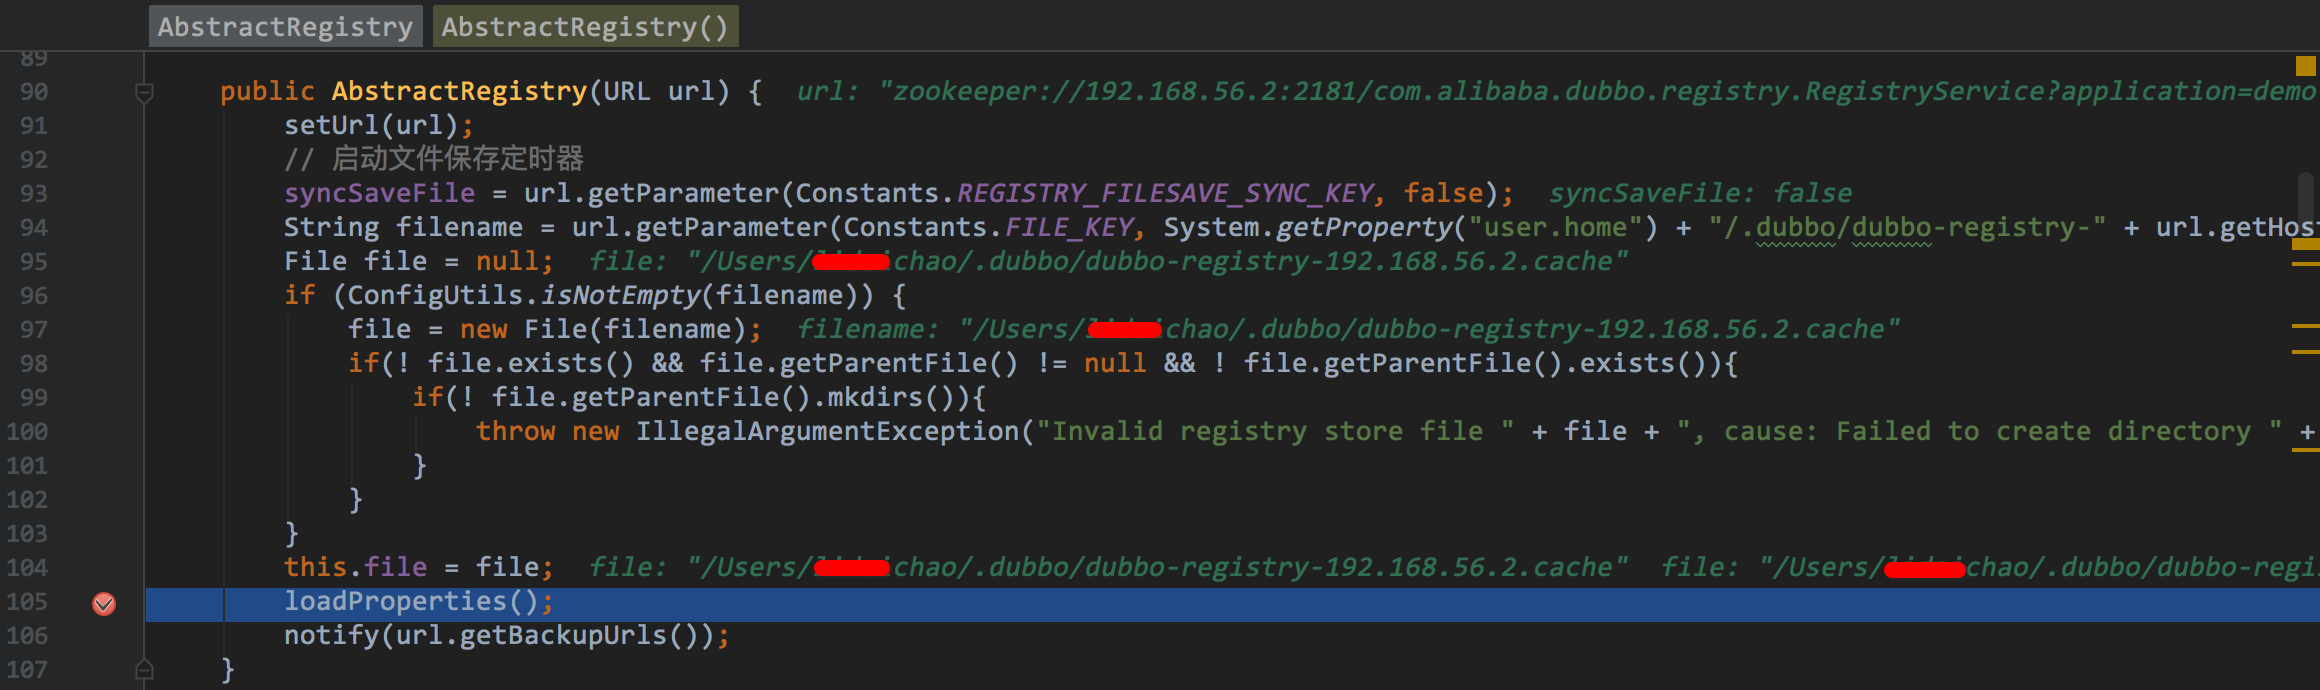 AbstractRegistry AbstractRegistry()
89
90 public AbstractRegistry(URL url) { url: "zookeeper://192.168.56.2:2181/com.alibaba.dubbo.registry.RegistryService?application=demo
91 setUrl(url);
92 // 启动文件保存定时器
93 syncSaveFile = url.getParameter(Constants.REGISTRY_FILESAVE_SYNC_KEY, false); syncSaveFile: false
94 String filename = url.getParameter(Constants.FILE_KEY, System.getProperty("user.home") + "/.dubbo/dubbo-registry-" + url.getHost
95 File file = null; file: "/Users/ichao/.dubbo/dubbo-registry-192.168.56.2.cache"
96 if (ConfigUtils.isNotEmpty(filename)) {
97 file = new File(filename); filename: "/Users/ichao/.dubbo/dubbo-registry-192.168.56.2.cache"
98 if(! file.exists() && file.getParentFile() != null && ! file.getParentFile().exists()){
99 if(! file.getParentFile().mkdirs()){
100 throw new IllegalArgumentException("Invalid registry store file " + file + ", cause: Failed to create directory " +
101 }
102 }
103 }
104 this.file = file; file: "/Users/chao/.dubbo/dubbo-registry-192.168.56.2.cache" file: "/Users/chao/.dubbo/dubbo-regi
105 loadProperties();
106 notify(url.getBackupUrls());
107 }